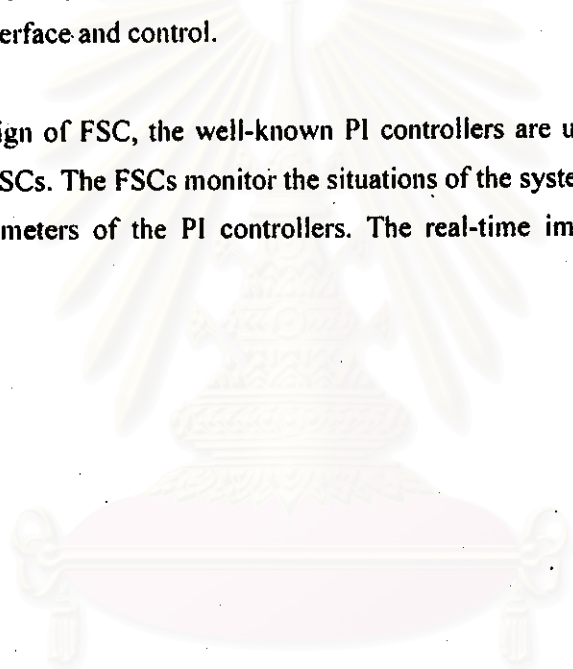 erface and control.
ign of FSC, the well-known PI controllers are u
SCs. The FSCs monitor the situations of the syste
meters of the PI controllers. The real-time im